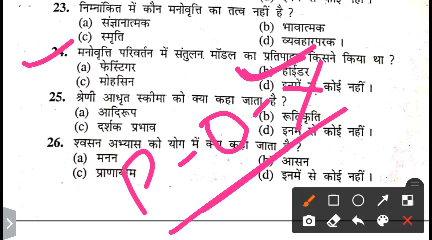 23. निम्नांकित में कौन मनोवृत्ति का तत्व नहीं है ?
(a) संज्ञानात्मक (b) भावात्मक
(c) स्मृति (d) व्यवहारपरक ।
24. मनोवृत्ति परिवर्तन में संतुलन मॉडल का प्रतिपादन किसने किया था ?
(a) फेस्टिंगर (b) हाईडर
(c) मोहसिन (d) इनमें से कोई नहीं ।
25. श्रेणी आधृत स्कीमा को क्या कहा जाता है ?
(a) आदिरूप (b) रूढ़िकृति
(c) दर्शक प्रभाव (d) इनमें से कोई नहीं ।
26. श्वसन अभ्यास को योग में क्या कहा जाता है ?
(a) मनन (b) आसन
(c) प्राणायाम (d) इनमें से कोई नहीं ।
P-0-7